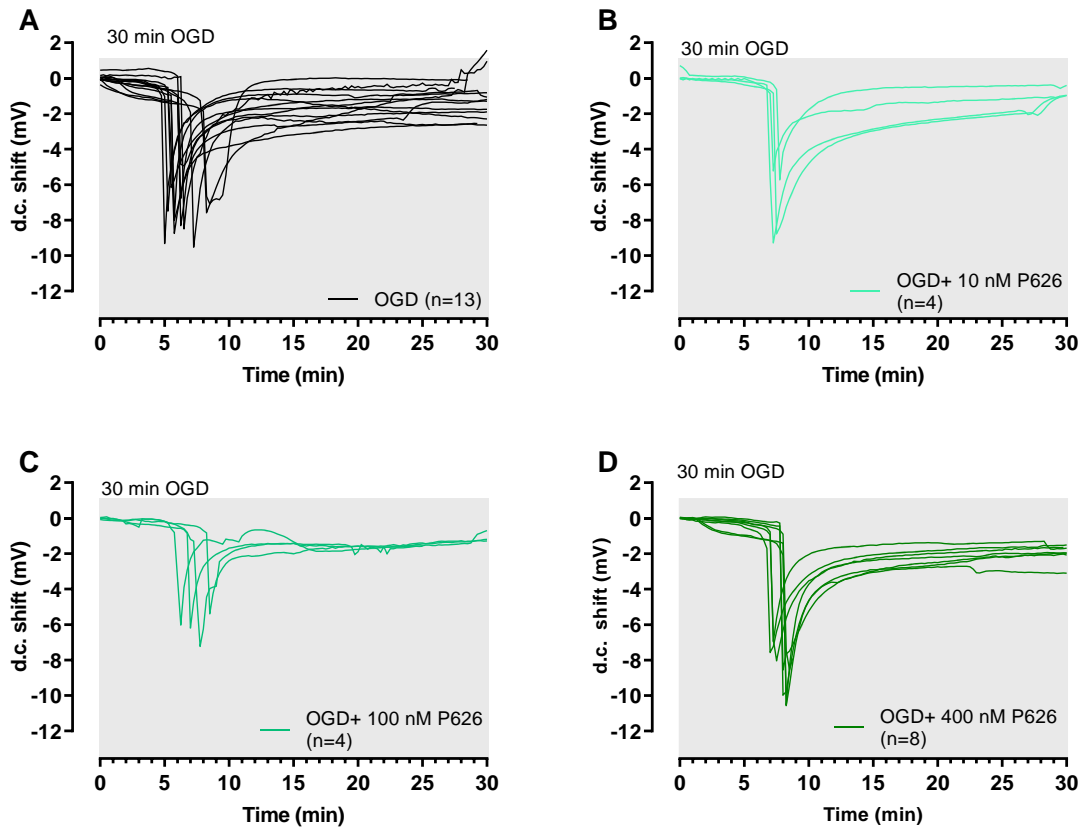 A
30 min OGD
2
0
-2
-4
-6
-8
-10
-12
d.c. shift (mV)
OGD (n=13)
0 5 10 15 20 25 30
Time (min)
B
30 min OGD
2
0
-2
-4
-6
-8
-10
-12
d.c. shift (mV)
OGD+ 10 nM P626
(n=4)
0 5 10 15 20 25 30
Time (min)
C
30 min OGD
2
0
-2
-4
-6
-8
-10
-12
d.c. shift (mV)
OGD+ 100 nM P626
(n=4)
0 5 10 15 20 25 30
Time (min)
D
30 min OGD
2
0
-2
-4
-6
-8
-10
-12
d.c. shift (mV)
OGD+ 400 nM P626
(n=8)
0 5 10 15 20 25 30
Time (min)